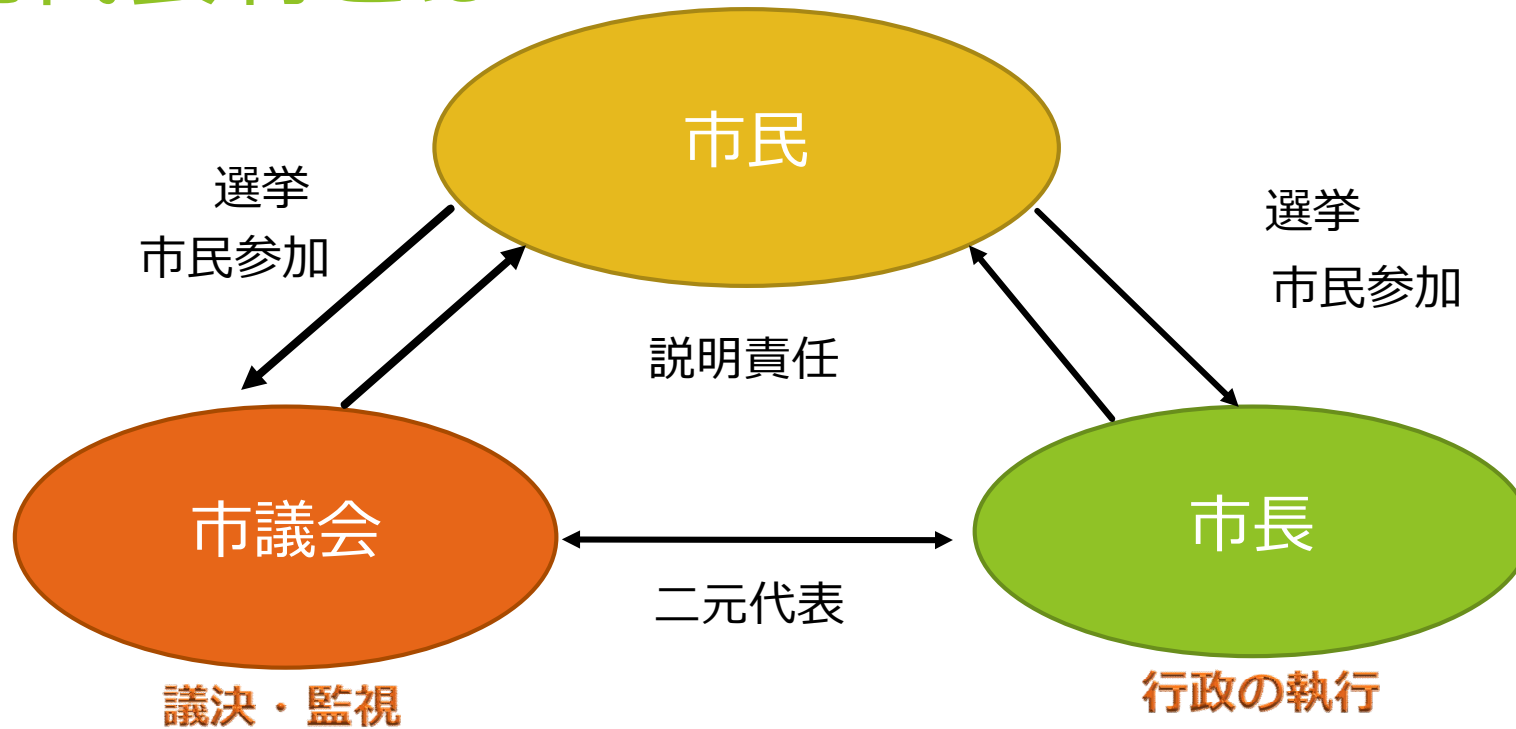 市民
選挙
市民参加
選挙
市民参加
説明責任
市議会
市長
二元代表
議決・監視
行政の執行